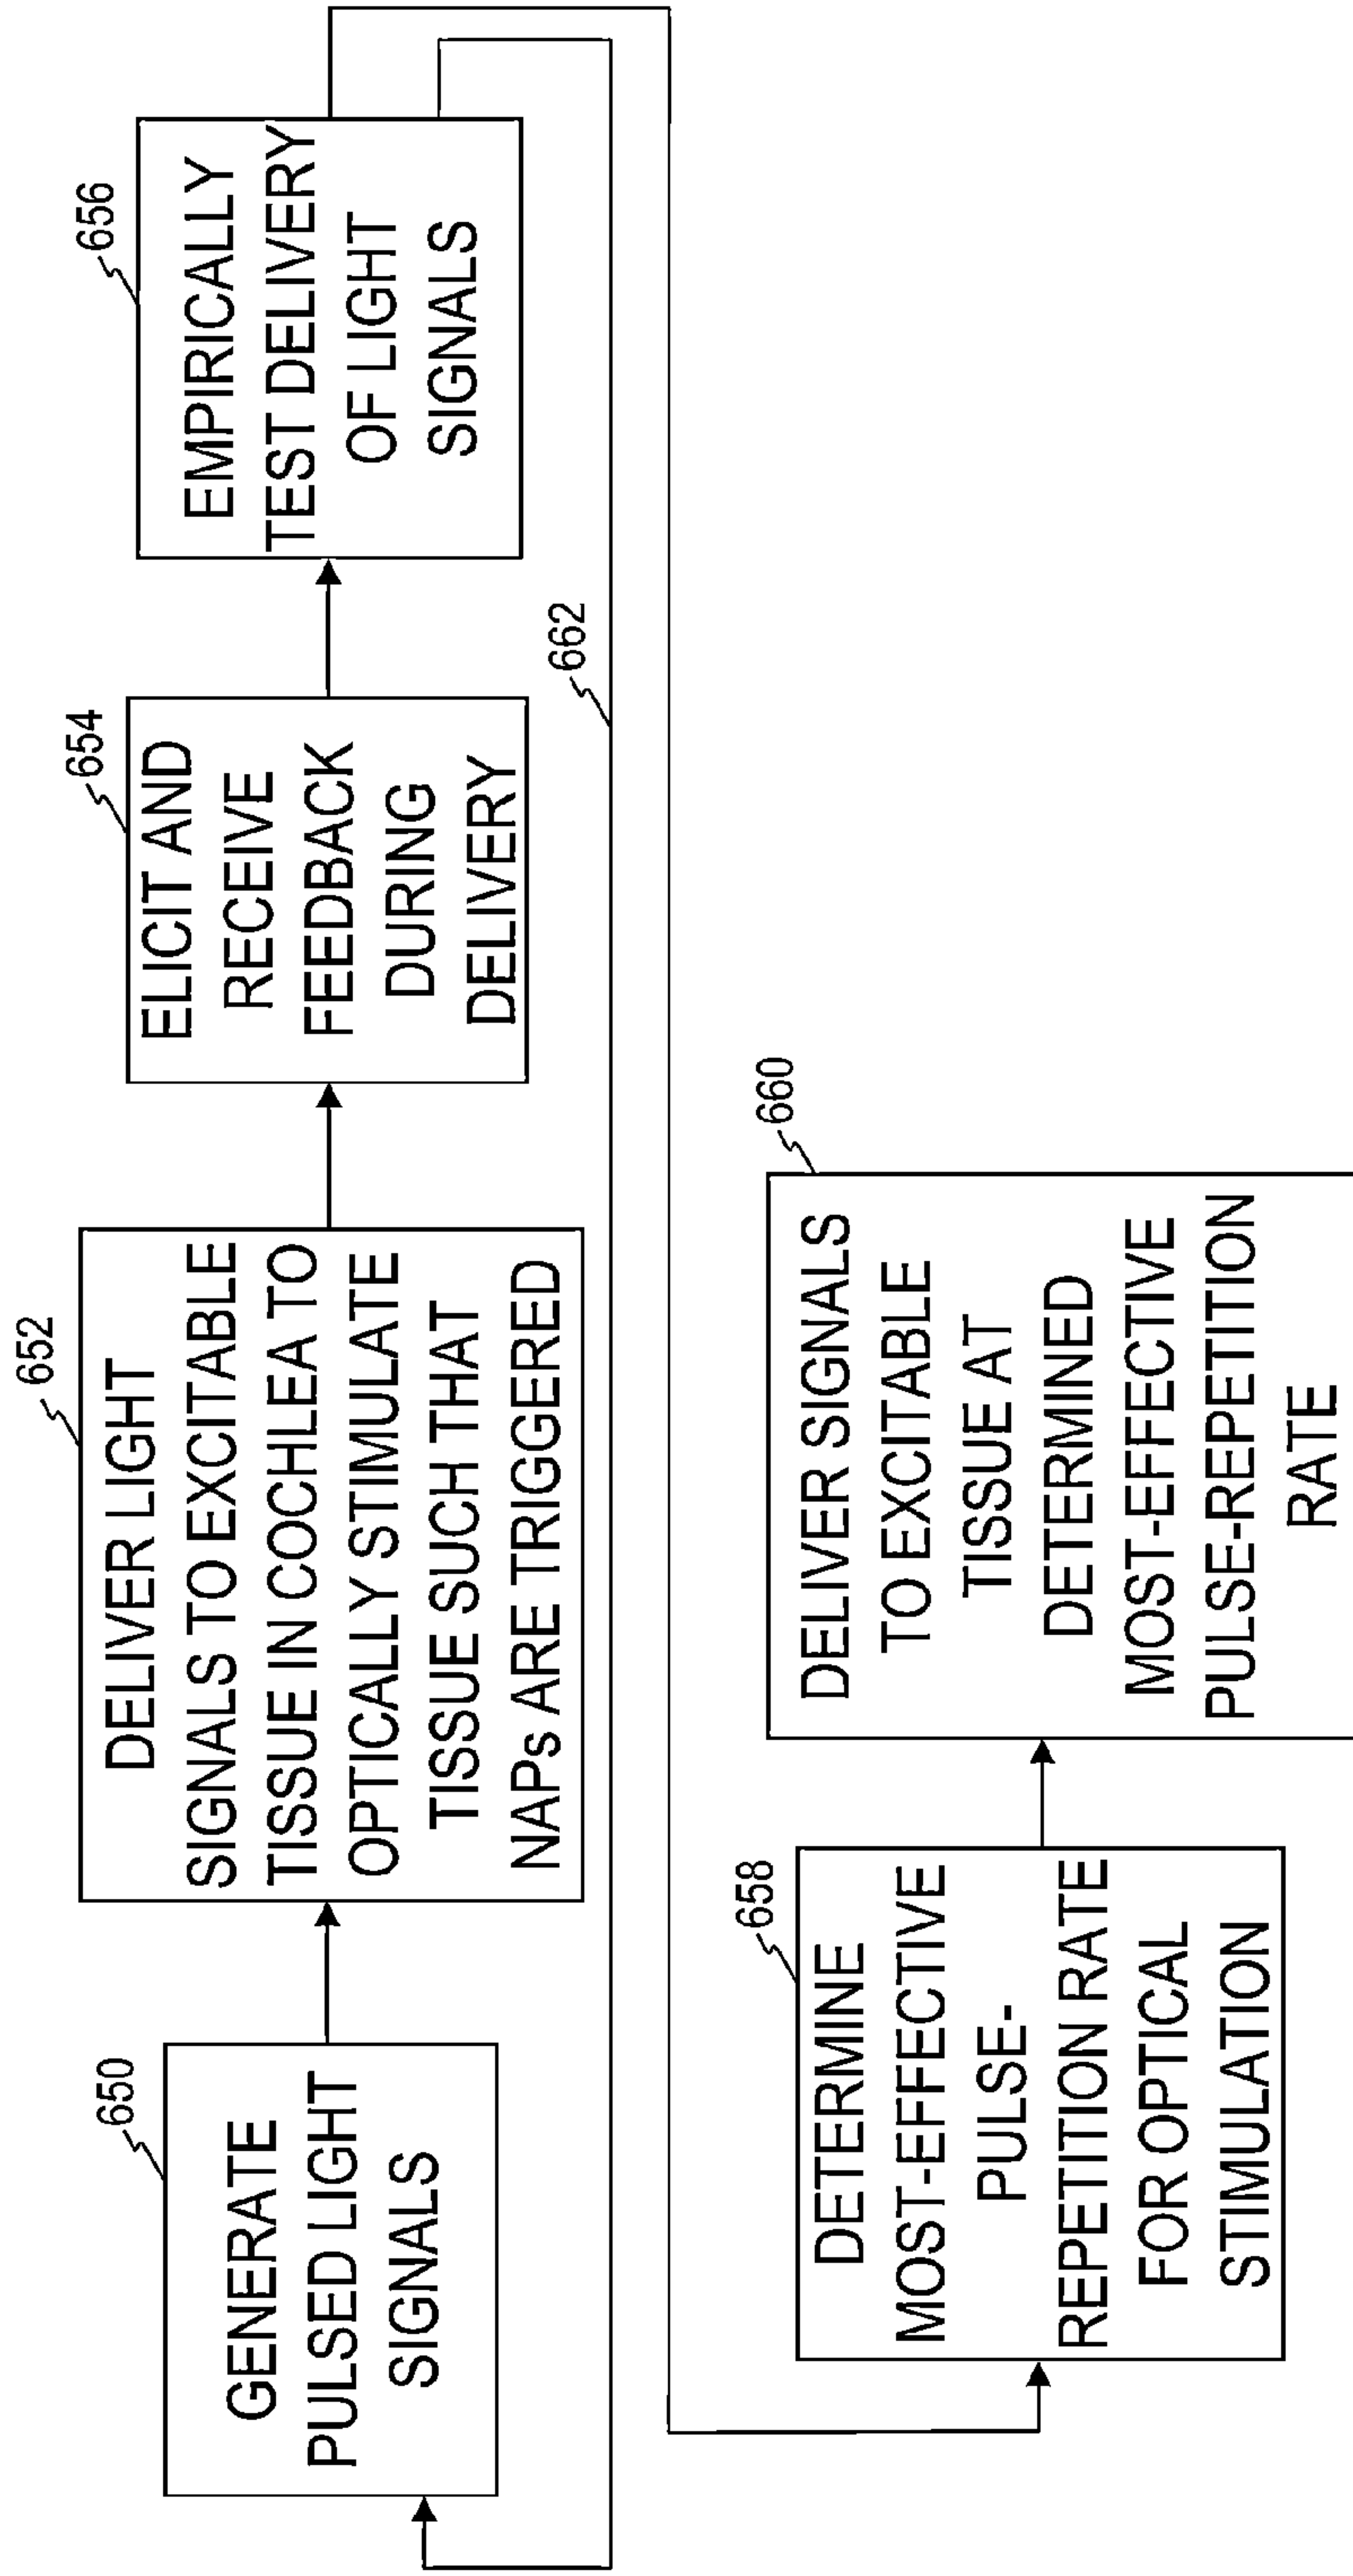 650
GENERATE
PULSED LIGHT
SIGNALS
652
DELIVER LIGHT
SIGNALS TO EXCITABLE
TISSUE IN COCHLEA TO
OPTICALLY STIMULATE
TISSUE SUCH THAT
NAPs ARE TRIGGERED
654
ELICIT AND
RECEIVE
FEEDBACK
DURING
DELIVERY
656
EMPIRICALLY
TEST DELIVERY
OF LIGHT
SIGNALS
662
658
DETERMINE
MOST-EFFECTIVE
PULSE-
REPETITION RATE
FOR OPTICAL
STIMULATION
660
DELIVER SIGNALS
TO EXCITABLE
TISSUE AT
DETERMINED
MOST-EFFECTIVE
PULSE-REPETITION
RATE